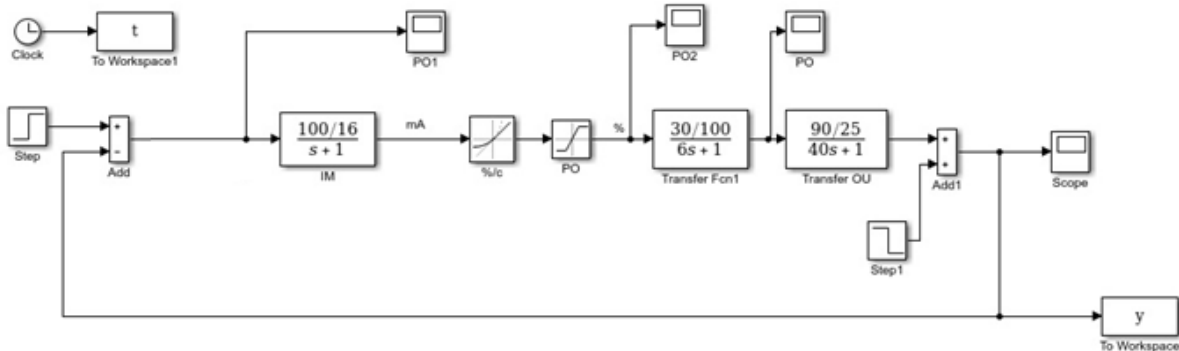 t
Clock
To Workspace1
PO1
PO2
PO
Step
+
−
Add
100/16
s + 1
IM
mA
%/c
PO
%
30/100
6s + 1
Transfer Fcn1
90/25
40s + 1
Transfer OU
+
+
Add1
Scope
Step1
y
To Workspace